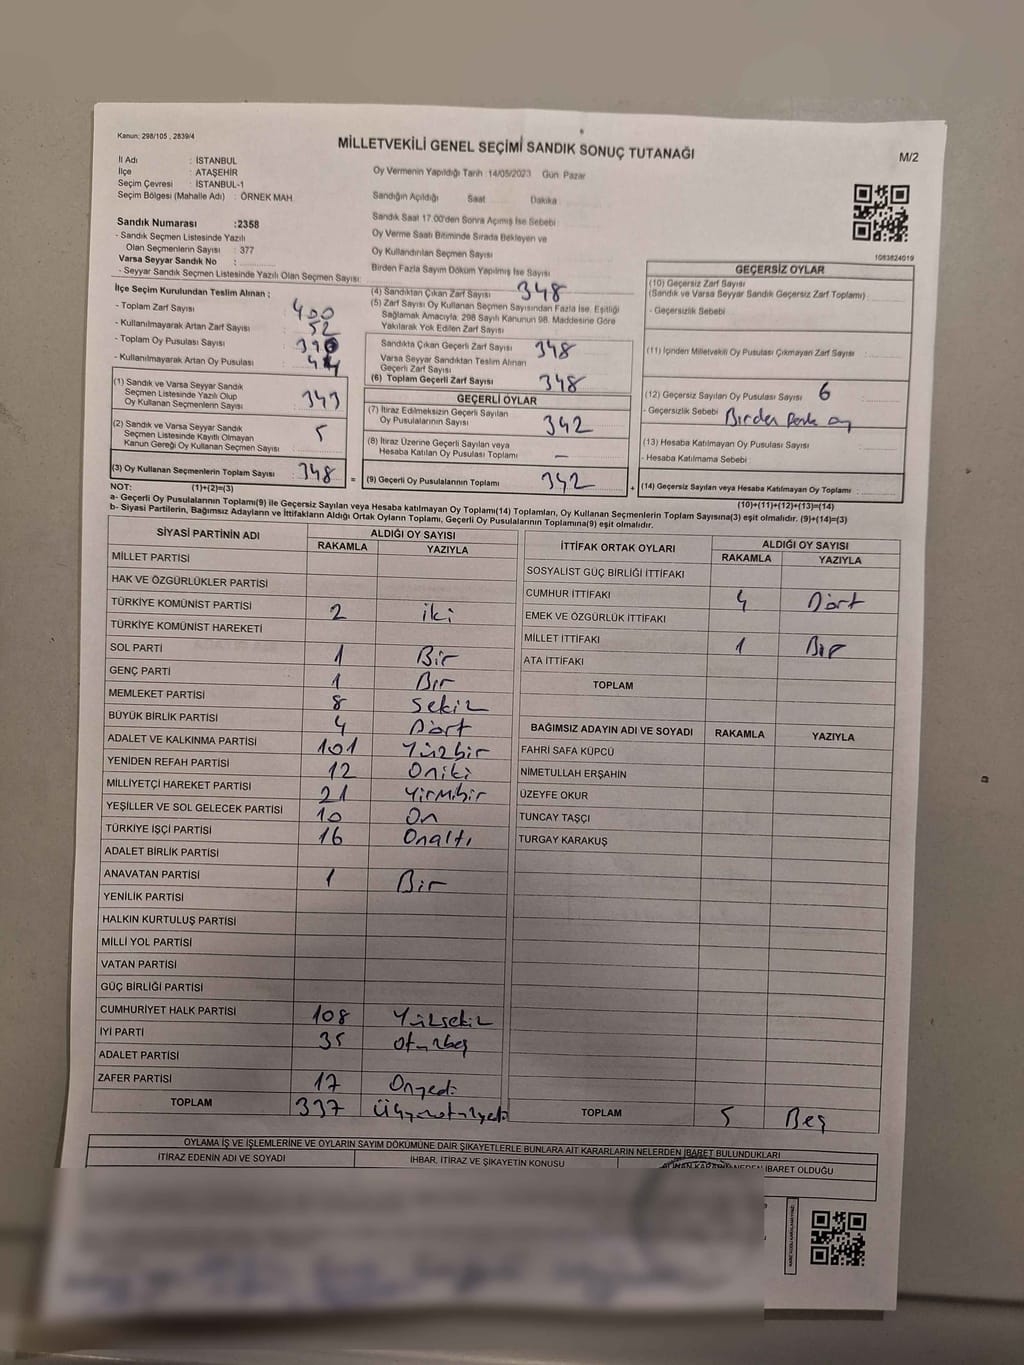 Kanun: 298/105 , 2839/4
MİLLETVEKİLİ GENEL SEÇİMİ SANDIK SONUÇ TUTANAĞI
M/2
İl Adı : İSTANBUL
İlçe : ATAŞEHİR
Seçim Çevresi : İSTANBUL-1
Seçim Bölgesi (Mahalle Adı) : ÖRNEK MAH
Sandık Numarası :2358
- Sandık Seçmen Listesinde Yazılı
Olan Seçmenlerin Sayısı : 377
Varsa Seyyar Sandık No :
- Seyyar Sandık Seçmen Listesinde Yazılı Olan Seçmen Sayısı:
Oy Vermenin Yapıldığı Tarih :14/05/2023 Gün: Pazar
Sandığın Açıldığı Saat Dakika
Sandık Saat 17.00'den Sonra Açımış İse Sebebi
Oy Verme Saati Bitiminde Sırada Bekleyen ve
Oy Kullandırılan Seçmen Sayısı
Birden Fazla Sayım Döküm Yapılmış İse Sayısı
1083624019
İlçe Seçim Kurulundan Teslim Alınan ;
- Toplam Zarf Sayısı 400
- Kullanılmayarak Artan Zarf Sayısı 52
- Toplam Oy Pusulası Sayısı
- Kullanılmayarak Artan Oy Pusulası
(1) Sandık ve Varsa Seyyar Sandık
Seçmen Listesinde Yazılı Olup
Oy Kullanan Seçmenlerin Sayısı 343
(2) Sandık ve Varsa Seyyar Sandık
Seçmen Listesinde Kayıtlı Olmayan
Kanun Gereği Oy Kullanan Seçmen Sayısı 5
(3) Oy Kullanan Seçmenlerin Toplam Sayısı 348 =
(4) Sandıktan Çıkan Zarf Sayısı 348
(5) Zarf Sayısı Oy Kullanan Seçmen Sayısından Fazla İse, Eşitliği
Sağlamak Amacıyla, 298 Sayılı Kanunun 98. Maddesine Göre
Yakılarak Yok Edilen Zarf Sayısı
Sandıkta Çıkan Geçerli Zarf Sayısı 348
Varsa Seyyar Sandıktan Teslim Alınan
Geçerli Zarf Sayısı
(6) Toplam Geçerli Zarf Sayısı 348
GEÇERLİ OYLAR
(7) İtiraz Edilmeksizin Geçerli Sayılan
Oy Pusulalarının Sayısı 342
(8) İtiraz Üzerine Geçerli Sayılan veya
Hesaba Katılan Oy Pusulası Toplamı —
(9) Geçerli Oy Pusulalarının Toplamı 342 +
GEÇERSİZ OYLAR
(10) Geçersiz Zarf Sayısı
(Sandık ve Varsa Seyyar Sandık Geçersiz Zarf Toplamı)
- Geçersizlik Sebebi
(11) İçinden Milletvekili Oy Pusulası Çıkmayan Zarf Sayısı
(12) Geçersiz Sayılan Oy Pusulası Sayısı 6
- Geçersizlik Sebebi Birden oy
(13) Hesaba Katılmayan Oy Pusulası Sayısı
- Hesaba Katılmama Sebebi
(14) Geçersiz Sayılan veya Hesaba Katılmayan Oy Toplamı :
NOT: (1)+(2)=(3)
(10)+(11)+(12)+(13)=(14)
a- Geçerli Oy Pusulaları Toplamı(9) ile Geçersiz Sayılan veya Hesaba katılmayan Oy Toplamı(14) Toplamları, Oy Kullanan Seçmenlerin Toplam Sayısına(3) eşit olmalıdır. (9)+(14)=(3)
b- Siyasi Partilerin, Bağımsız Adayların ve İttifakların Aldığı Ortak Oyların Toplamı, Geçerli Oy Pusulalarının Toplamına(9) eşit olmalıdır.
SİYASİ PARTİNİN ADI ALDIĞI OY SAYISI
RAKAMLA YAZIYLA
MİLLET PARTİSİ
HAK VE ÖZGÜRLÜKLER PARTİSİ
TÜRKİYE KOMÜNİST PARTİSİ 2 iki
TÜRKİYE KOMÜNİST HAREKETİ
SOL PARTİ 1 Bir
GENÇ PARTİ 1 Bir
MEMLEKET PARTİSİ 8 Sekiz
BÜYÜK BİRLİK PARTİSİ 4 Dört
ADALET VE KALKINMA PARTİSİ 101 Yüzbir
YENİDEN REFAH PARTİSİ 12 Oniki
MİLLİYETÇİ HAREKET PARTİSİ 21 Yirmibir
YEŞİLLER VE SOL GELECEK PARTİSİ 10 On
TÜRKİYE İŞÇİ PARTİSİ 16 Onaltı
ADALET BİRLİK PARTİSİ
ANAVATAN PARTİSİ 1 Bir
YENİLİK PARTİSİ
HALKIN KURTULUŞ PARTİSİ
MİLLİ YOL PARTİSİ
VATAN PARTİSİ
GÜÇ BİRLİĞİ PARTİSİ
CUMHURİYET HALK PARTİSİ 108 Yüzsekiz
İYİ PARTİ 35 Otuzbeş
ADALET PARTİSİ
ZAFER PARTİSİ 17 Onyedi
TOPLAM 337 Üçyüzotuzyedi
İTTİFAK ORTAK OYLARI ALDIĞI OY SAYISI
RAKAMLA YAZIYLA
SOSYALİST GÜÇ BİRLİĞİ İTTİFAKI
CUMHUR İTTİFAKI 4 Dört
EMEK VE ÖZGÜRLÜK İTTİFAKI
MİLLET İTTİFAKI 1 Bir
ATA İTTİFAKI
TOPLAM
BAĞIMSIZ ADAYIN ADI VE SOYADI RAKAMLA YAZIYLA
FAHRİ SAFA KÜPCÜ
NİMETULLAH ERŞAHİN
ÜZEYFE OKUR
TUNCAY TAŞÇI
TURGAY KARAKUŞ
TOPLAM 5 Beş
OYLAMA İŞ VE İŞLEMLERİNE VE OYLARIN SAYIM DÖKÜMÜNE DAİR ŞİKAYETLERLE BUNLARA AİT KARARLARIN NELERDEN İBARET BULUNDUKLARI
İTİRAZ EDENİN ADI VE SOYADI İHBAR, İTİRAZ VE ŞİKAYETİN KONUSU ALINAN KARARIN NEDEN İBARET OLDUĞU